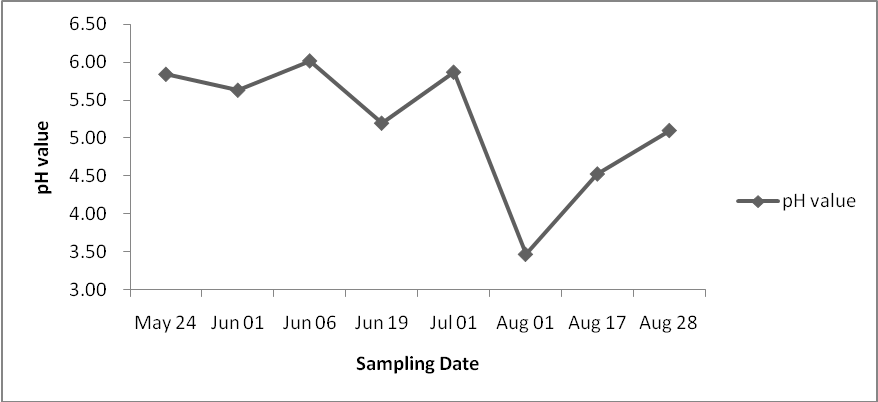 6.50
6.00
5.50
5.00
4.50
4.00
3.50
3.00
pH value
May 24 Jun 01 Jun 06 Jun 19 Jul 01 Aug 01 Aug 17 Aug 28
Sampling Date
pH value